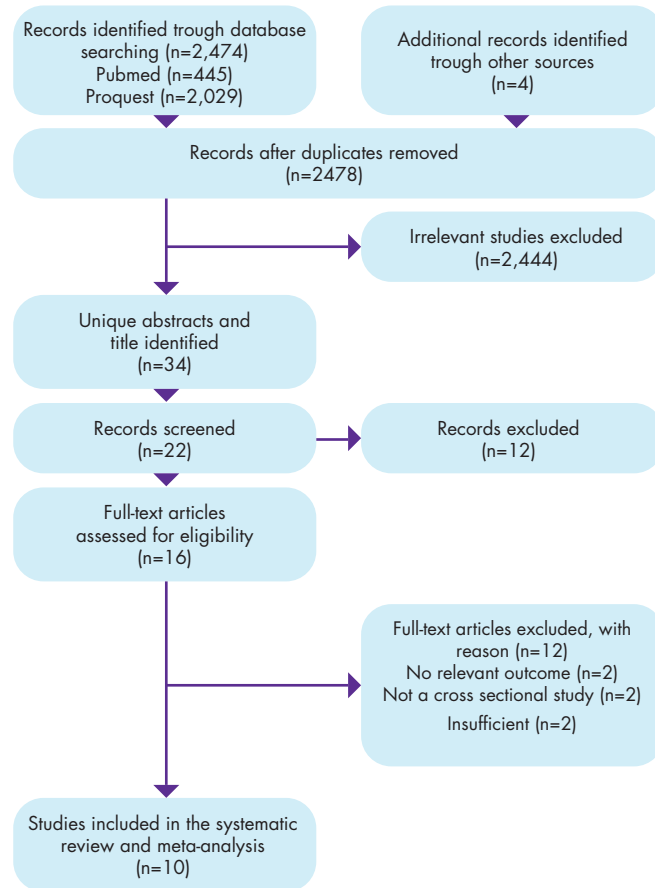 Records identified trough database
searching (n=2,474)
Pubmed (n=445)
Proquest (n=2,029)
Additional records identified
trough other sources
(n=4)
Records after duplicates removed
(n=2478)
Irrelevant studies excluded
(n=2,444)
Unique abstracts and
title identified
(n=34)
Records screened
(n=22)
Records excluded
(n=12)
Full-text articles
assessed for eligibility
(n=16)
Full-text articles excluded, with
reason (n=12)
No relevant outcome (n=2)
Not a cross sectional study (n=2)
Insufficient (n=2)
Studies included in the systematic
review and meta-analysis
(n=10)